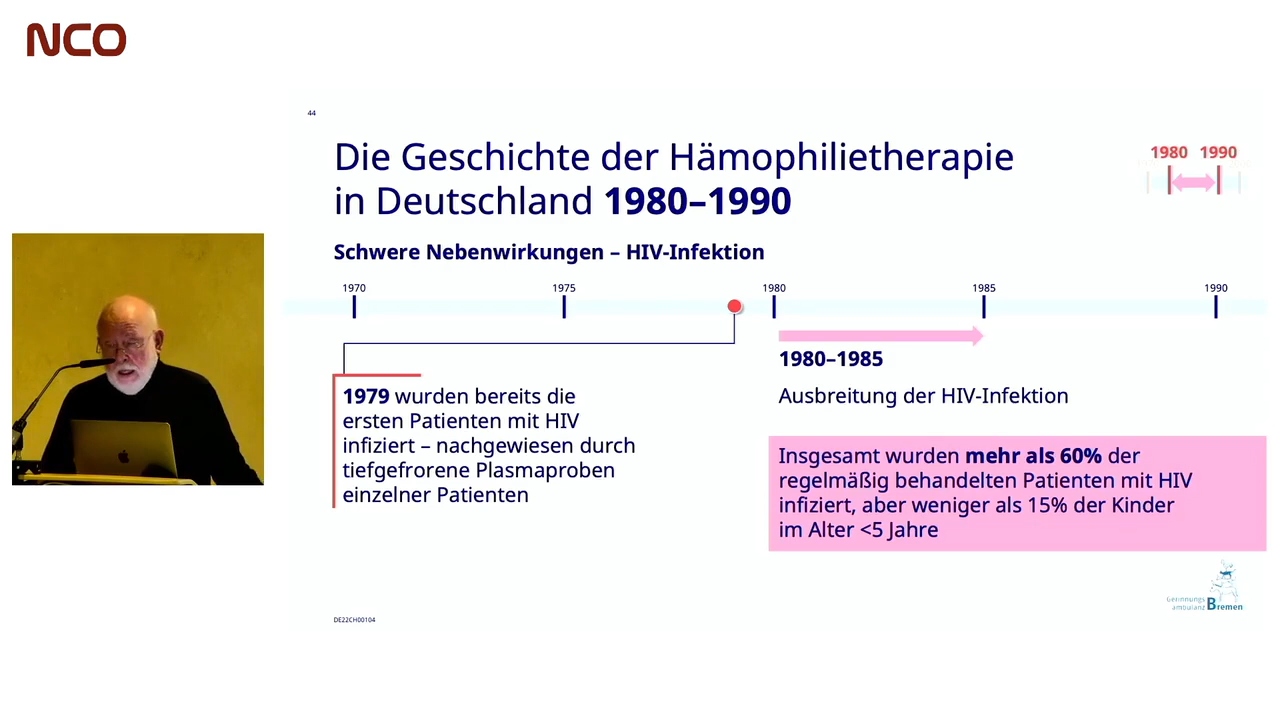 NCO
44
Die Geschichte der Hämophilietherapie
in Deutschland 1980–1990
1980 1990
Schwere Nebenwirkungen – HIV-Infektion
1970 1975 1980 1985 1990
1979 wurden bereits die
ersten Patienten mit HIV
infiziert – nachgewiesen durch
tiefgefrorene Plasmaproben
einzelner Patienten
1980–1985
Ausbreitung der HIV-Infektion
Insgesamt wurden mehr als 60% der
regelmäßig behandelten Patienten mit HIV
infiziert, aber weniger als 15% der Kinder
im Alter <5 Jahre
Gerinnungs
ambulanz Bremen
DE22CH00104